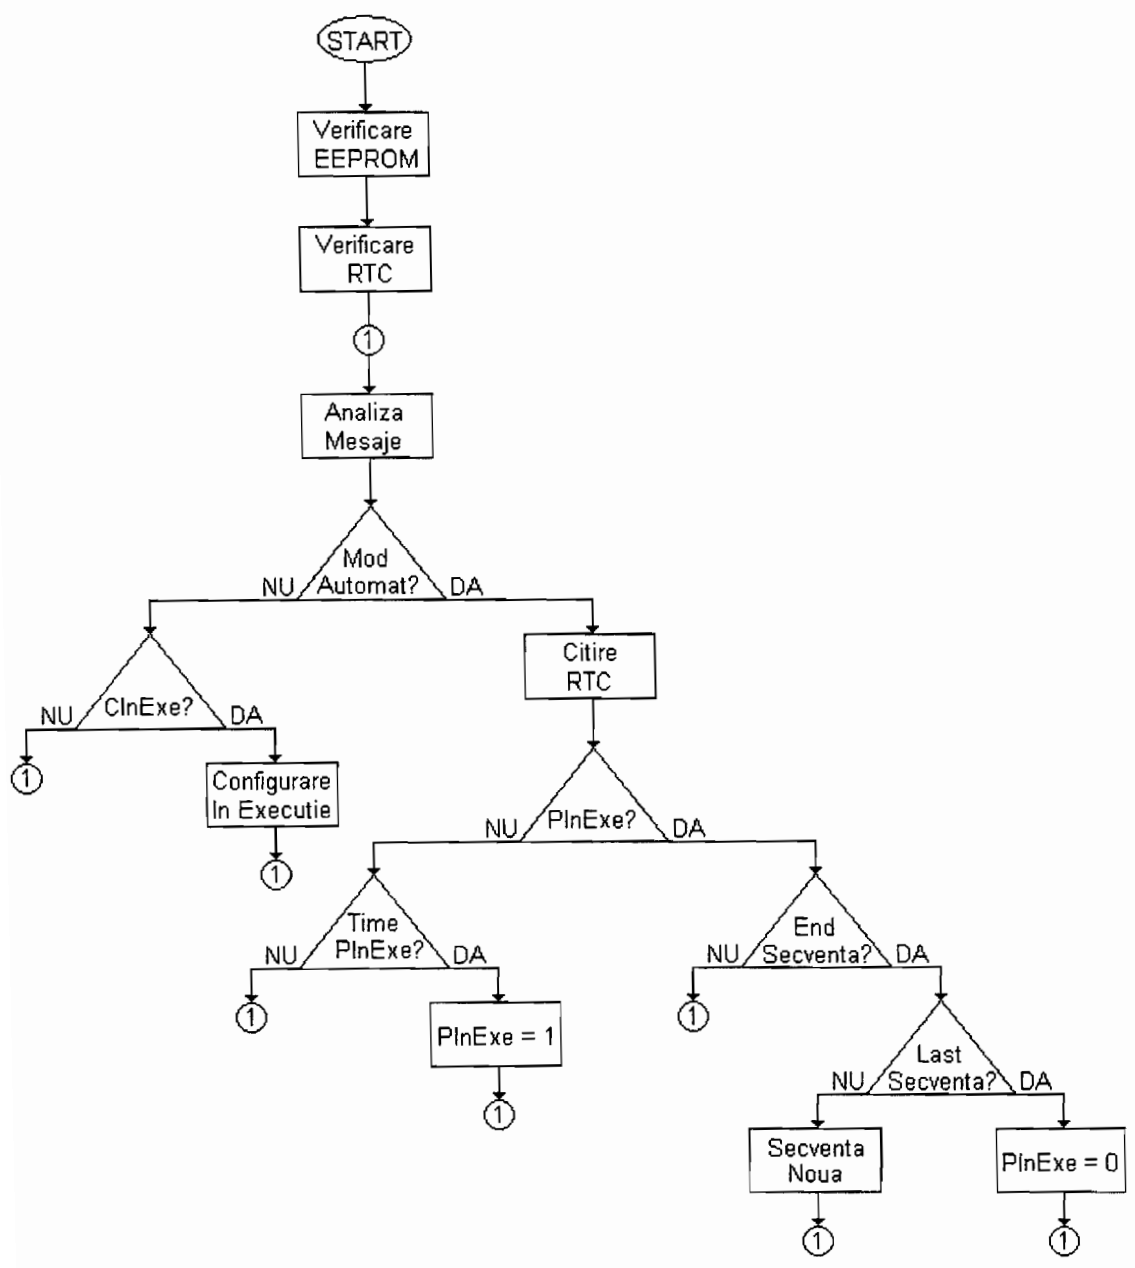 START
Verificare
EEPROM
Verificare
RTC
1
Analiza
Mesaje
Mod
Automat?
NU
DA
CInExe?
NU
DA
1
Configurare
In Executie
1
Citire
RTC
PInExe?
NU
DA
Time
PInExe?
NU
DA
1
PInExe = 1
1
End
Secventa?
NU
DA
1
Last
Secventa?
NU
DA
Secventa
Noua
1
PInExe = 0
1